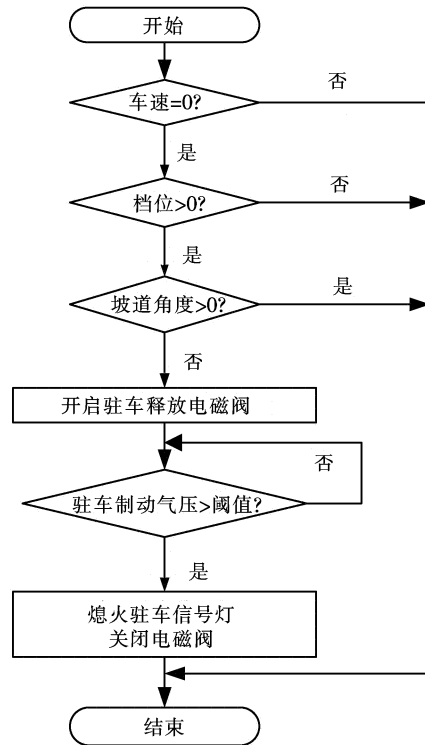 开始
车速=0?
否
是
档位>0?
否
是
坡道角度>0?
是
否
开启驻车释放电磁阀
否
驻车制动气压>阈值?
是
熄火驻车信号灯
关闭电磁阀
结束